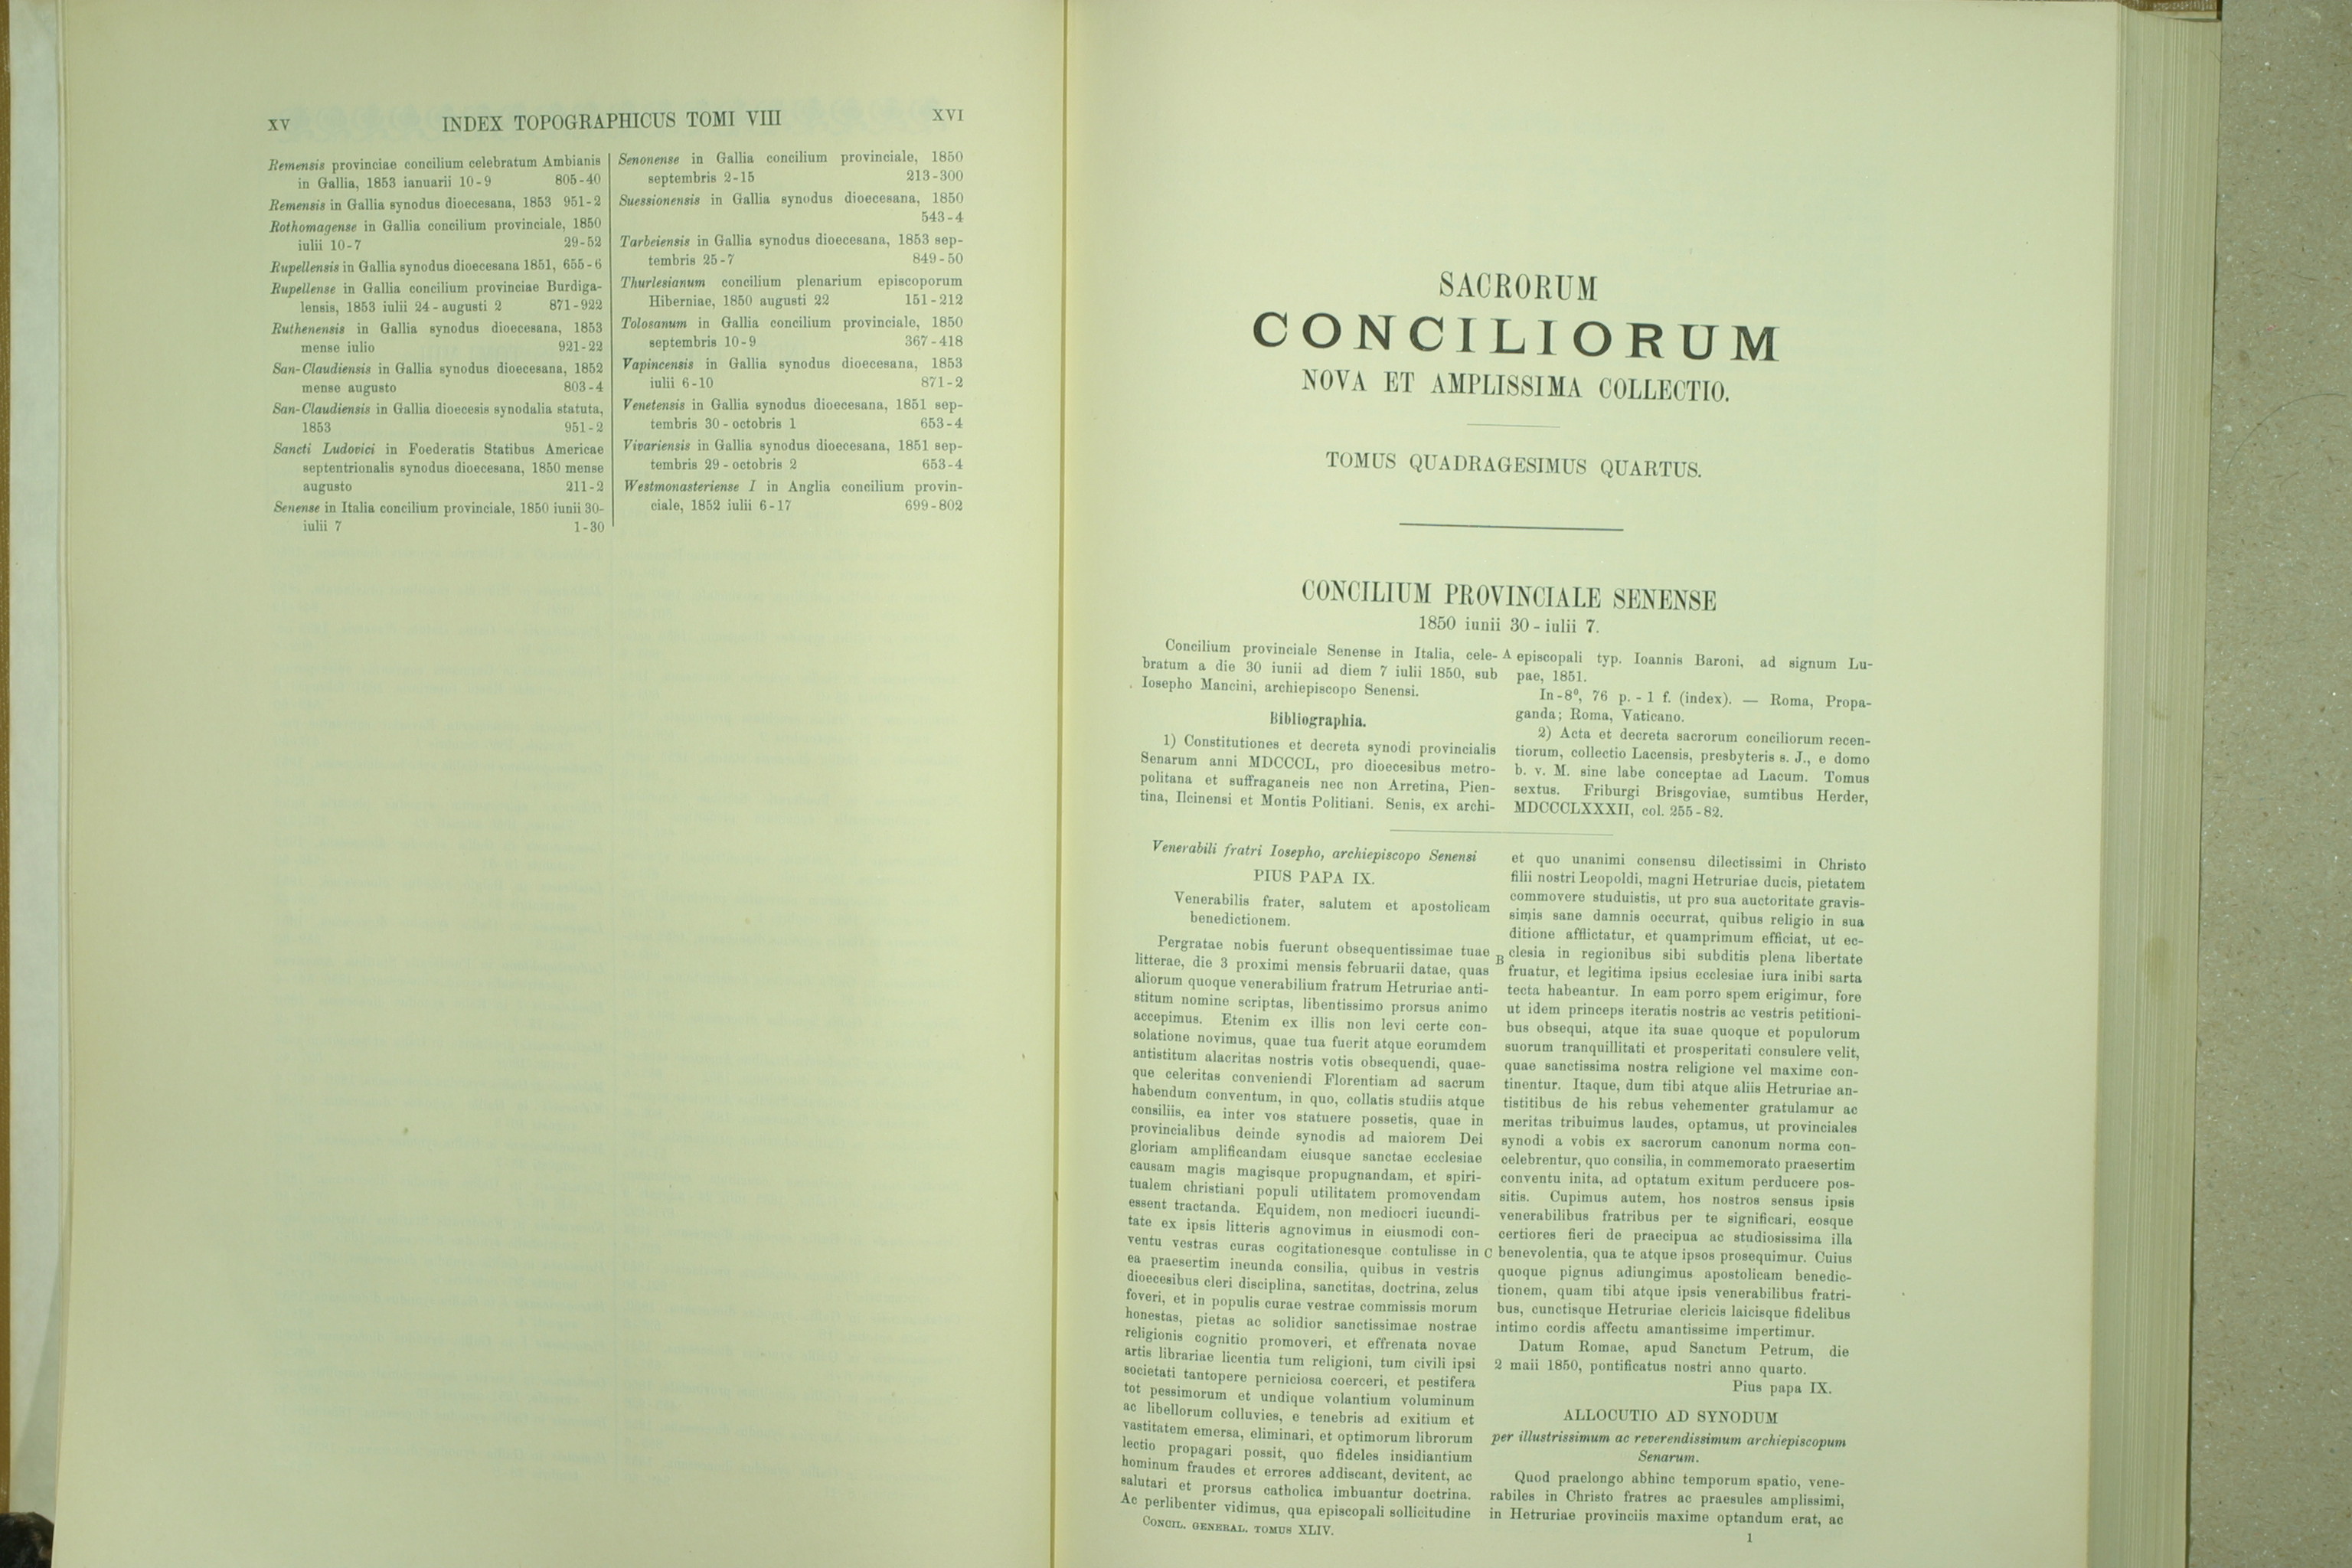 XV
INDEX TOPOGRAPHICUS TOMI VIII
XVI
Remensis provinciae concilium celebratum Ambianis
in Gallia, 1853 ianuarii 10-9 805-40
Remensis in Gallia synodus dioecesana, 1853 951-2
Rothomagense in Gallia concilium provinciale, 1850
iulii 10-7 29-52
Rupellensis in Gallia synodus dioecesana 1851, 655-6
Rupellense in Gallia concilium provinciae Burdiga-
lensis, 1853 iulii 24 - augusti 2 871-922
Ruthenensis in Gallia synodus dioecesana, 1853
mense iulio 921-22
San-Claudiensis in Gallia synodus dioecesana, 1852
mense augusto 803-4
San-Claudiensis in Gallia dioecesis synodalia statuta,
1853 951-2
Sancti Ludovici in Foederatis Statibus Americae
septentrionalis synodus dioecesana, 1850 mense
augusto 211-2
Senense in Italia concilium provinciale, 1850 iunii 30-
iulii 7 1-30
Senonense in Gallia concilium provinciale, 1850
septembris 2-15 213-300
Suessionensis in Gallia synodus dioecesana, 1850
543-4
Tarbeiensis in Gallia synodus dioecesana, 1853 sep-
tembris 25-7 849-50
Thurlesianum concilium plenarium episcoporum
Hiberniae, 1850 augusti 22 151-212
Tolosanum in Gallia concilium provinciale, 1850
septembris 10-9 367-418
Vapincensis in Gallia synodus dioecesana, 1853
iulii 6-10 871-2
Venetensis in Gallia synodus dioecesana, 1851 sep-
tembris 30 - octobris 1 653-4
Vivariensis in Gallia synodus dioecesana, 1851 sep-
tembris 29 - octobris 2 653-4
Westmonasteriense I in Anglia concilium provin-
ciale, 1852 iulii 6-17 699-802
SACRORUM
CONCILIORUM
NOVA ET AMPLISSIMA COLLECTIO.
TOMUS QUADRAGESIMUS QUARTUS.
CONCILIUM PROVINCIALE SENENSE
1850 iunii 30 - iulii 7.
Concilium provinciale Senense in Italia, cele-
bratum a die 30 iunii ad diem 7 iulii 1850, sub
Iosepho Mancini, archiepiscopo Senensi.
Bibliographia.
1) Constitutiones et decreta synodi provincialis
Senarum anni MDCCCL, pro dioecesibus metro-
politana et suffraganeis nec non Arretina, Pien-
tina, Ilcinensi et Montis Politiani. Senis, ex archi-
A episcopali typ. Ioannis Baroni, ad signum Lu-
pae, 1851.
In-8º, 76 p. - 1 f. (index). — Roma, Propa-
ganda; Roma, Vaticano.
2) Acta et decreta sacrorum conciliorum recen-
tiorum, collectio Lacensis, presbyteris s. J., e domo
b. v. M. sine labe conceptae ad Lacum. Tomus
sextus. Friburgi Brisgoviae, sumtibus Herder,
MDCCCLXXXII, col. 255-82.
Venerabili fratri Iosepho, archiepiscopo Senensi
PIUS PAPA IX.
Venerabilis frater, salutem et apostolicam
benedictionem.
Pergratae nobis fuerunt obsequentissimae tuae
litterae, die 3 proximi mensis februarii datae, quas
aliorum quoque venerabilium fratrum Hetruriae anti-
stitum nomine scriptas, libentissimo prorsus animo
accepimus. Etenim ex illis non levi certe con-
solatione novimus, quae tua fuerit atque eorumdem
antistitum alacritas nostris votis obsequendi, quae-
que celeritas conveniendi Florentiam ad sacrum
habendum conventum, in quo, collatis studiis atque
consiliis, ea inter vos statuere possetis, quae in
provincialibus deinde synodis ad maiorem Dei
gloriam amplificandam eiusque sanctae ecclesiae
causam magis magisque propugnandam, et spiri-
tualem christiani populi utilitatem promovendam
essent tractanda. Equidem, non mediocri iucundi-
tate ex ipsis litteris agnovimus in eiusmodi con-
ventu vestras curas cogitationesque contulisse in
ea praesertim ineunda consilia, quibus in vestris
dioecesibus cleri disciplina, sanctitas, doctrina, zelus
foveri, et in populis curae vestrae commissis morum
honestas, pietas ac solidior sanctissimae nostrae
religionis cognitio promoveri, et effrenata novae
artis librariae licentia tum religioni, tum civili ipsi
societati tantopere perniciosa coerceri, et pestifera
tot pessimorum et undique volantium voluminum
ac libellorum colluvies, e tenebris ad exitium et
vastitatem emersa, eliminari, et optimorum librorum
lectio propagari possit, quo fideles insidiantium
hominum fraudes et errores addiscant, devitent, ac
salutari et prorsus catholica imbuantur doctrina.
Ac perlibenter vidimus, qua episcopali sollicitudine
CONCIL. GENERAL. TOMUS XLIV.
et quo unanimi consensu dilectissimi in Christo
filii nostri Leopoldi, magni Hetruriae ducis, pietatem
commovere studuistis, ut pro sua auctoritate gravis-
simis sane damnis occurrat, quibus religio in sua
ditione afflictatur, et quamprimum efficiat, ut ec-
B clesia in regionibus sibi subditis plena libertate
fruatur, et legitima ipsius ecclesiae iura inibi sarta
tecta habeantur. In eam porro spem erigimur, fore
ut idem princeps iteratis nostris ac vestris petitioni-
bus obsequi, atque ita suae quoque et populorum
suorum tranquillitati et prosperitati consulere velit,
quae sanctissima nostra religione vel maxime con-
tinentur. Itaque, dum tibi atque aliis Hetruriae an-
tistitibus de his rebus vehementer gratulamur ac
meritas tribuimus laudes, optamus, ut provinciales
synodi a vobis ex sacrorum canonum norma con-
celebrentur, quo consilia, in commemorato praesertim
conventu inita, ad optatum exitum perducere pos-
sitis. Cupimus autem, hos nostros sensus ipsis
venerabilibus fratribus per te significari, eosque
certiores fieri de praecipua ac studiosissima illa
C benevolentia, qua te atque ipsos prosequimur. Cuius
quoque pignus adiungimus apostolicam benedic-
tionem, quam tibi atque ipsis venerabilibus fratri-
bus, cunctisque Hetruriae clericis laicisque fidelibus
intimo cordis affectu amantissime impertimur.
Datum Romae, apud Sanctum Petrum, die
2 maii 1850, pontificatus nostri anno quarto.
Pius papa IX.
ALLOCUTIO AD SYNODUM
per illustrissimum ac reverendissimum archiepiscopum
Senarum.
Quod praelongo abhinc temporum spatio, vene-
rabiles in Christo fratres ac praesules amplissimi,
in Hetruriae provinciis maxime optandum erat, ac
1